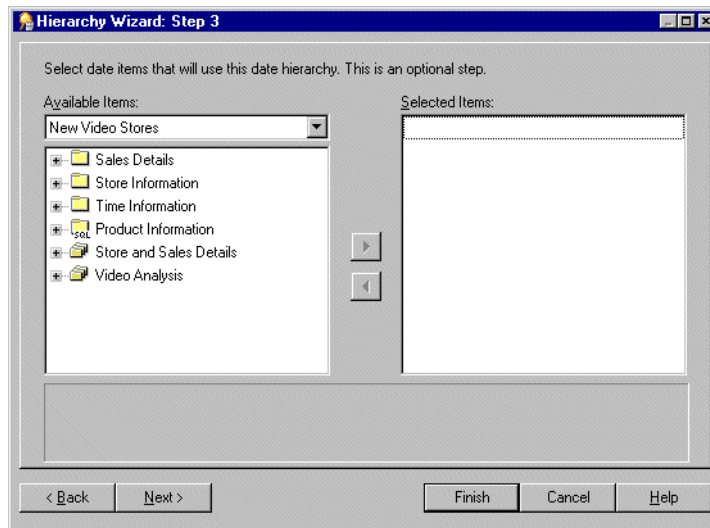 Hierarchy Wizard: Step 3
Select date items that will use this date hierarchy. This is an optional step.
Available Items:
Selected Items:
New Video Stores
Sales Details
Store Information
Time Information
SQL
Product Information
Store and Sales Details
Video Analysis
< Back
Next >
Finish
Cancel
Help